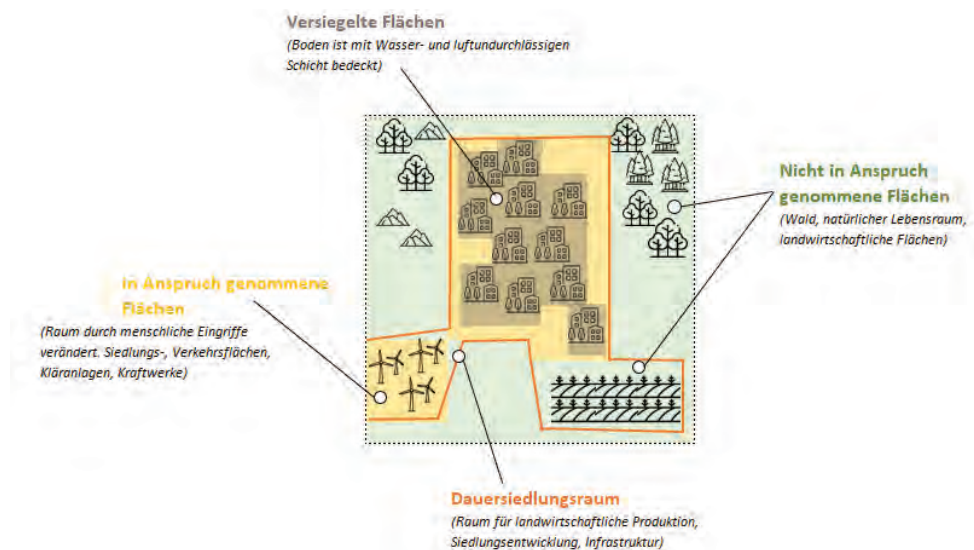 Versiegelte Flächen
(Boden ist mit Wasser- und luftundurchlässigen
Schicht bedeckt)
Nicht in Anspruch
genommene Flächen
(Wald, natürlicher Lebensraum,
landwirtschaftliche Flächen)
In Anspruch genommene
Flächen
(Raum durch menschliche Eingriffe
verändert. Siedlungs-, Verkehrsflächen,
Kläranlagen, Kraftwerke)
Dauersiedlungsraum
(Raum für landwirtschaftliche Produktion,
Siedlungsentwicklung, Infrastruktur)